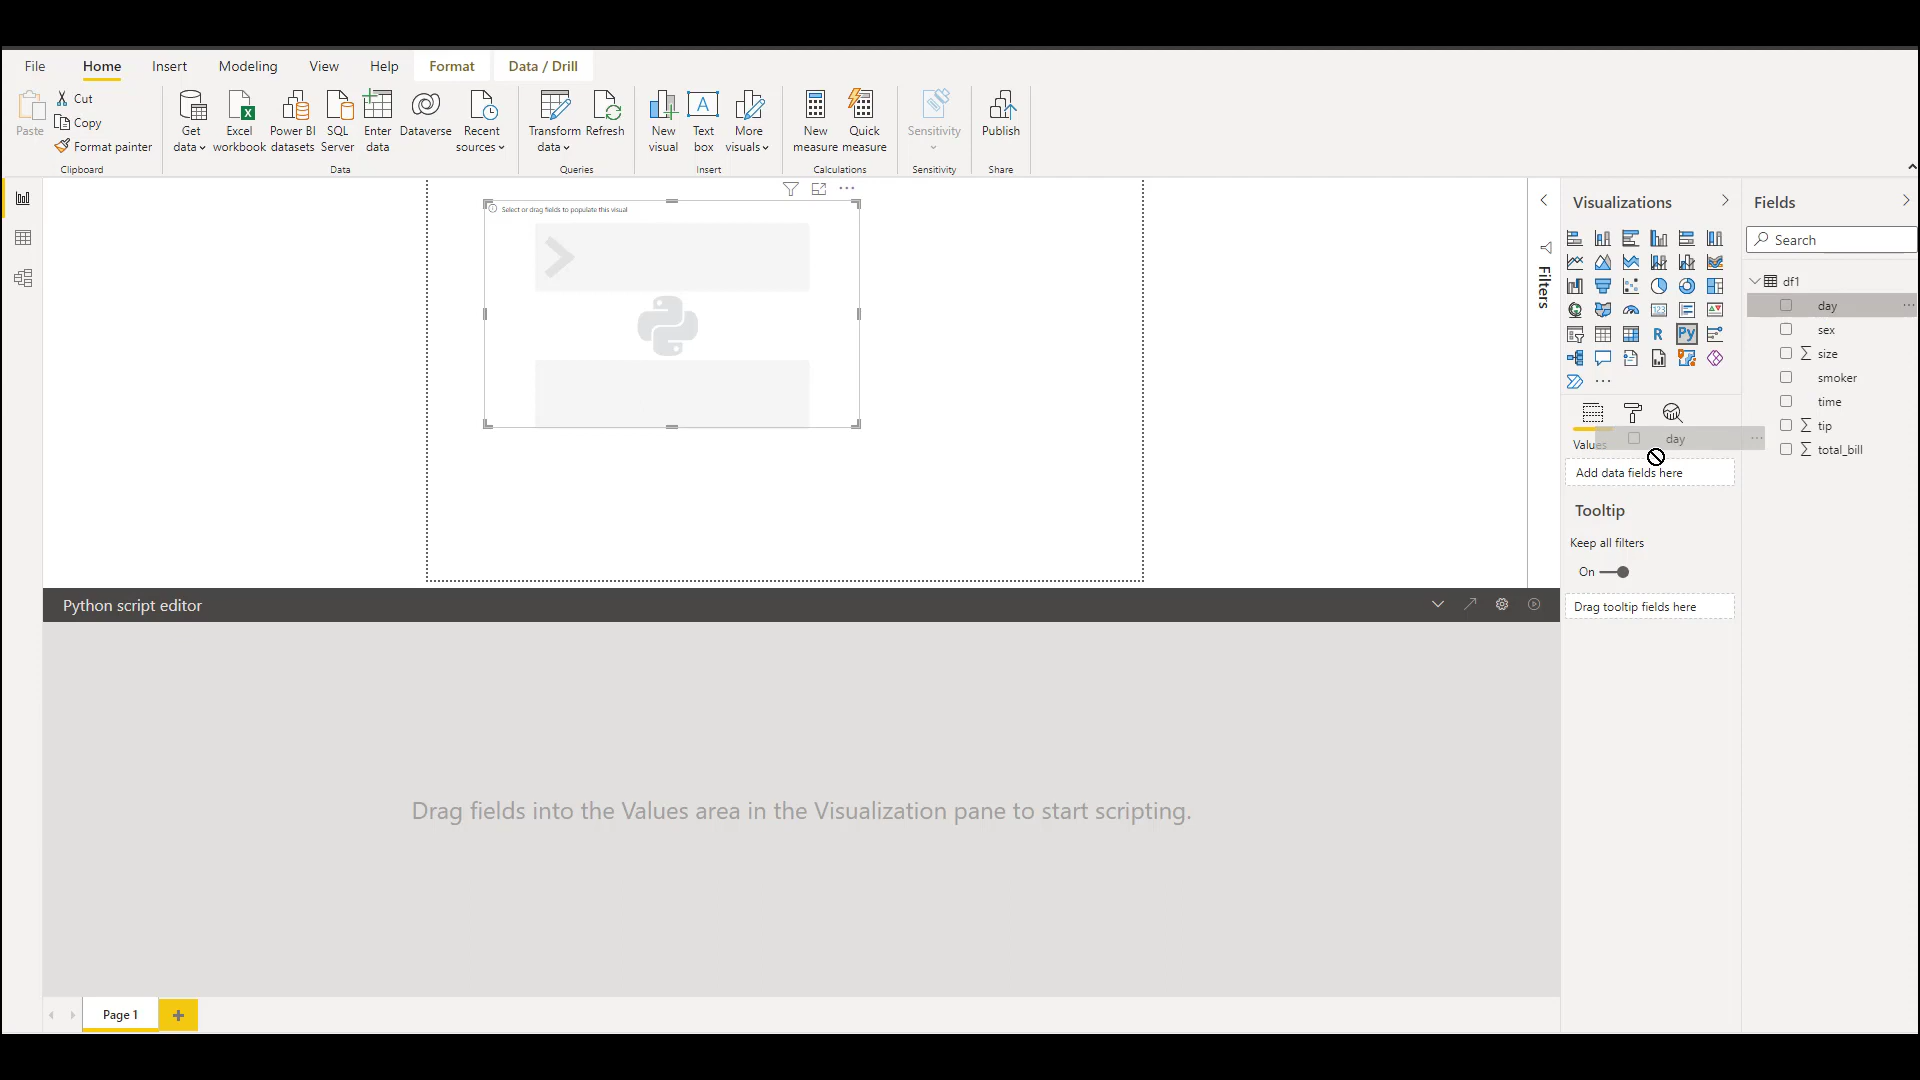 File Home Insert Modeling View Help Format Data / Drill
Paste
Cut
Copy
Format painter
Clipboard
Get data
Excel workbook
Power BI datasets
SQL Server
Enter data
Dataverse
Recent sources
Data
Transform data
Refresh
Queries
New visual
Text box
More visuals
Insert
New measure
Quick measure
Calculations
Sensitivity
Sensitivity
Publish
Share
Select or drag fields to populate this visual
Filters
Visualizations
R
Py
123
Values
day
Add data fields here
Tooltip
Keep all filters
On
Drag tooltip fields here
Fields
Search
df1
day
sex
Σ size
smoker
time
Σ tip
Σ total_bill
Python script editor
Drag fields into the Values area in the Visualization pane to start scripting.
Page 1